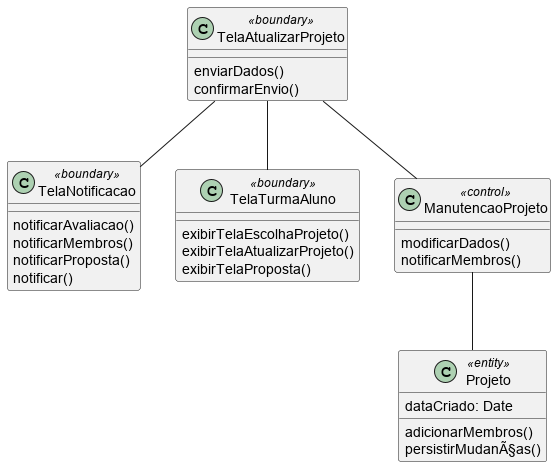 «boundary»
C
TelaAtualizarProjeto
enviarDados()
confirmarEnvio()
«boundary»
C
TelaNotificacao
notificarAvaliacao()
notificarMembros()
notificarProposta()
notificar()
«boundary»
C
TelaTurmaAluno
exibirTelaEscolhaProjeto()
exibirTelaAtualizarProjeto()
exibirTelaProposta()
«control»
C
ManutencaoProjeto
modificarDados()
notificarMembros()
«entity»
C
Projeto
dataCriado: Date
adicionarMembros()
persistirMudanÃ§as()